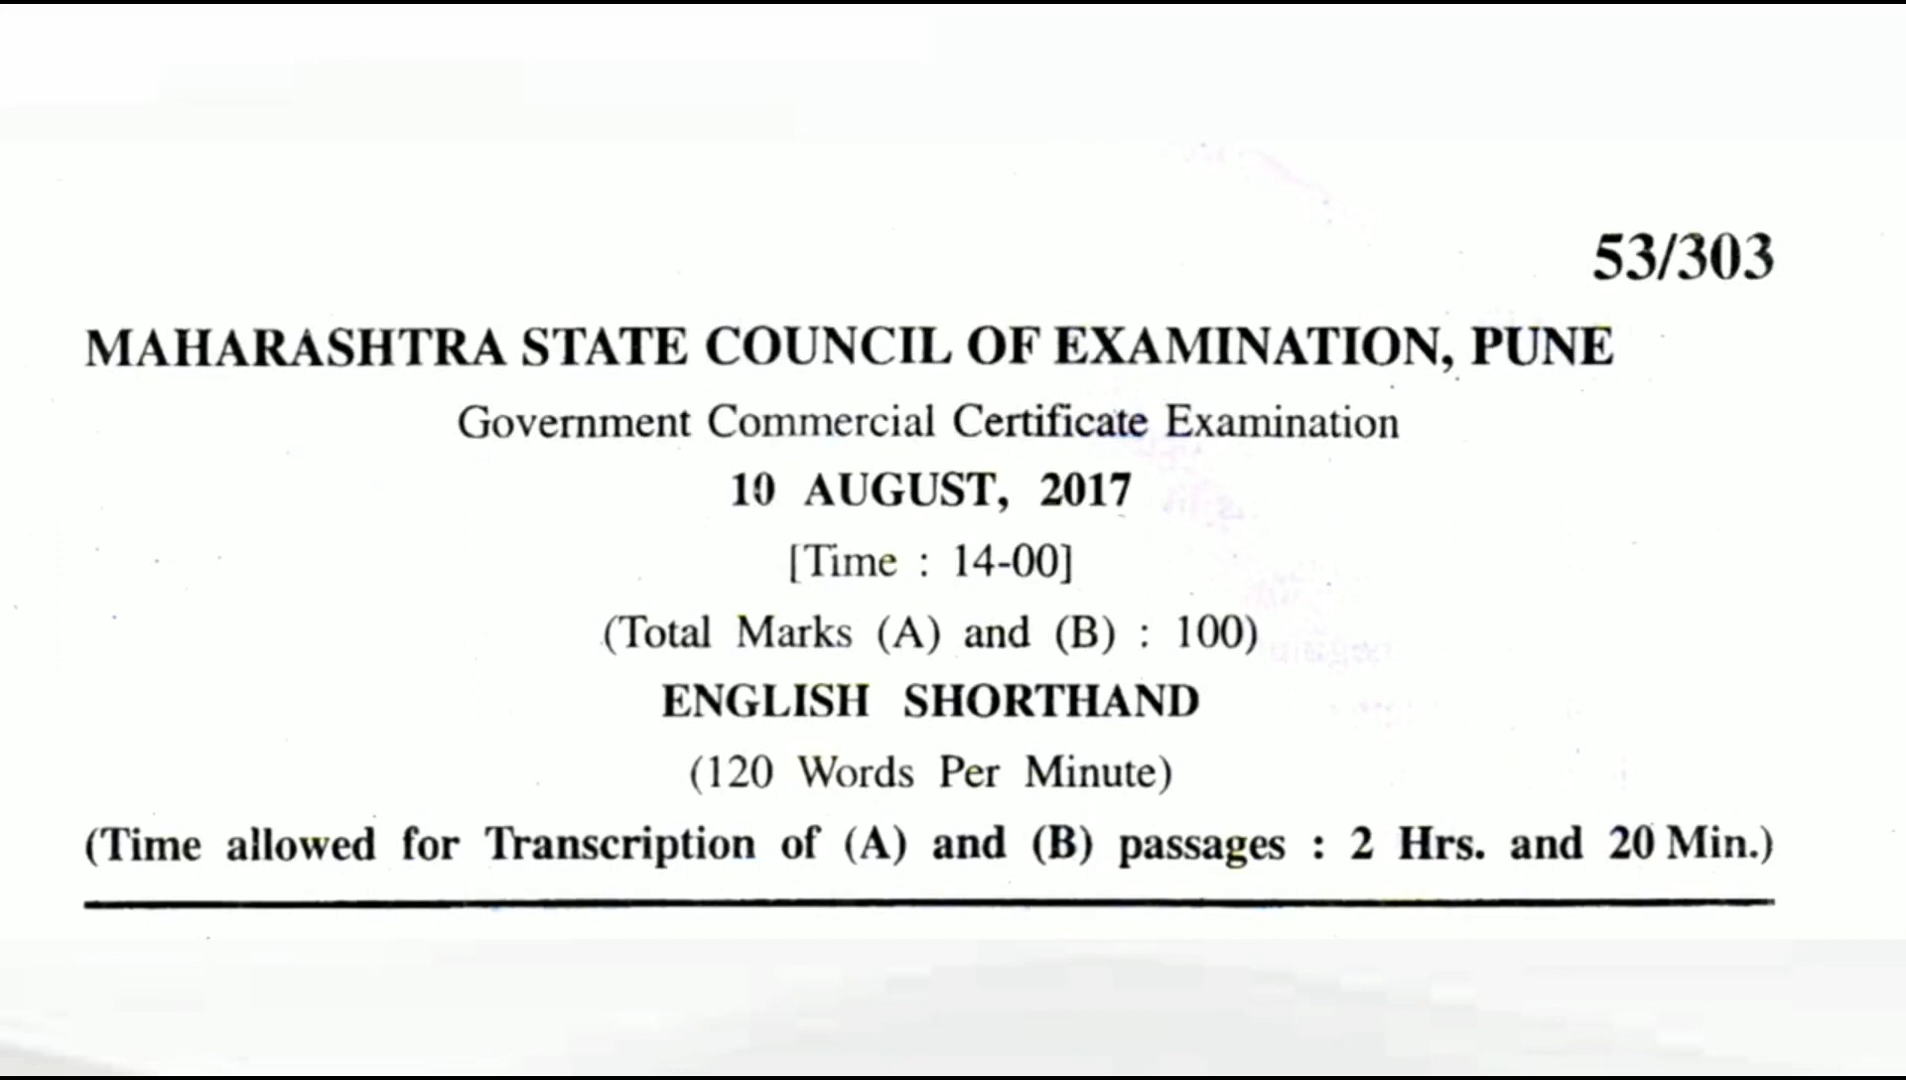 53/303
MAHARASHTRA STATE COUNCIL OF EXAMINATION, PUNE
Government Commercial Certificate Examination
10 AUGUST, 2017
[Time : 14-00]
(Total Marks (A) and (B) : 100)
ENGLISH SHORTHAND
(120 Words Per Minute)
(Time allowed for Transcription of (A) and (B) passages : 2 Hrs. and 20 Min.)